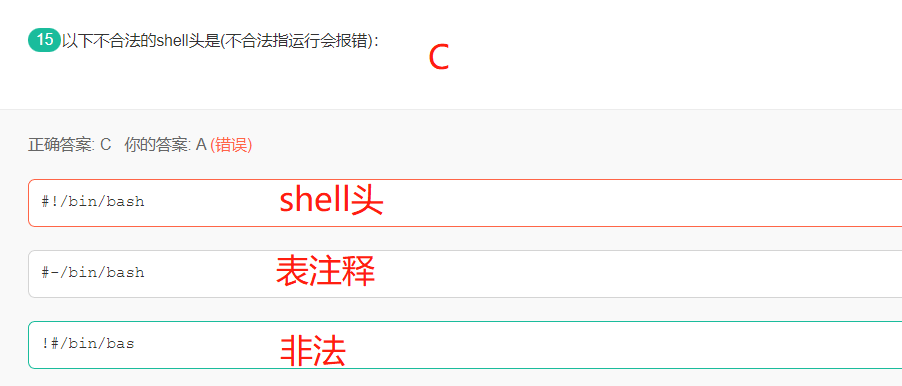 15 以下不合法的shell头是(不合法指运行会报错)：
C
正确答案: C 你的答案: A (错误)
#!/bin/bash shell头
#-/bin/bash 表注释
!#/bin/bas 非法